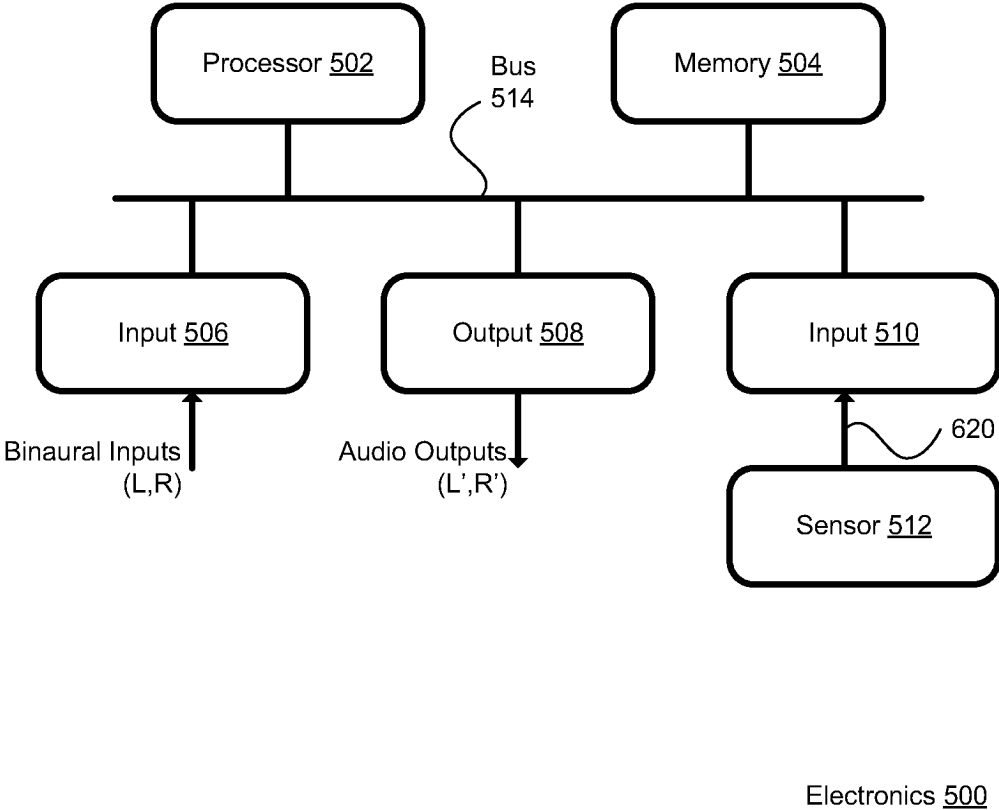 Processor 502
Memory 504
Bus
514
Input 506
Output 508
Input 510
Binaural Inputs
(L,R)
Audio Outputs
(L’,R’)
620
Sensor 512
Electronics 500